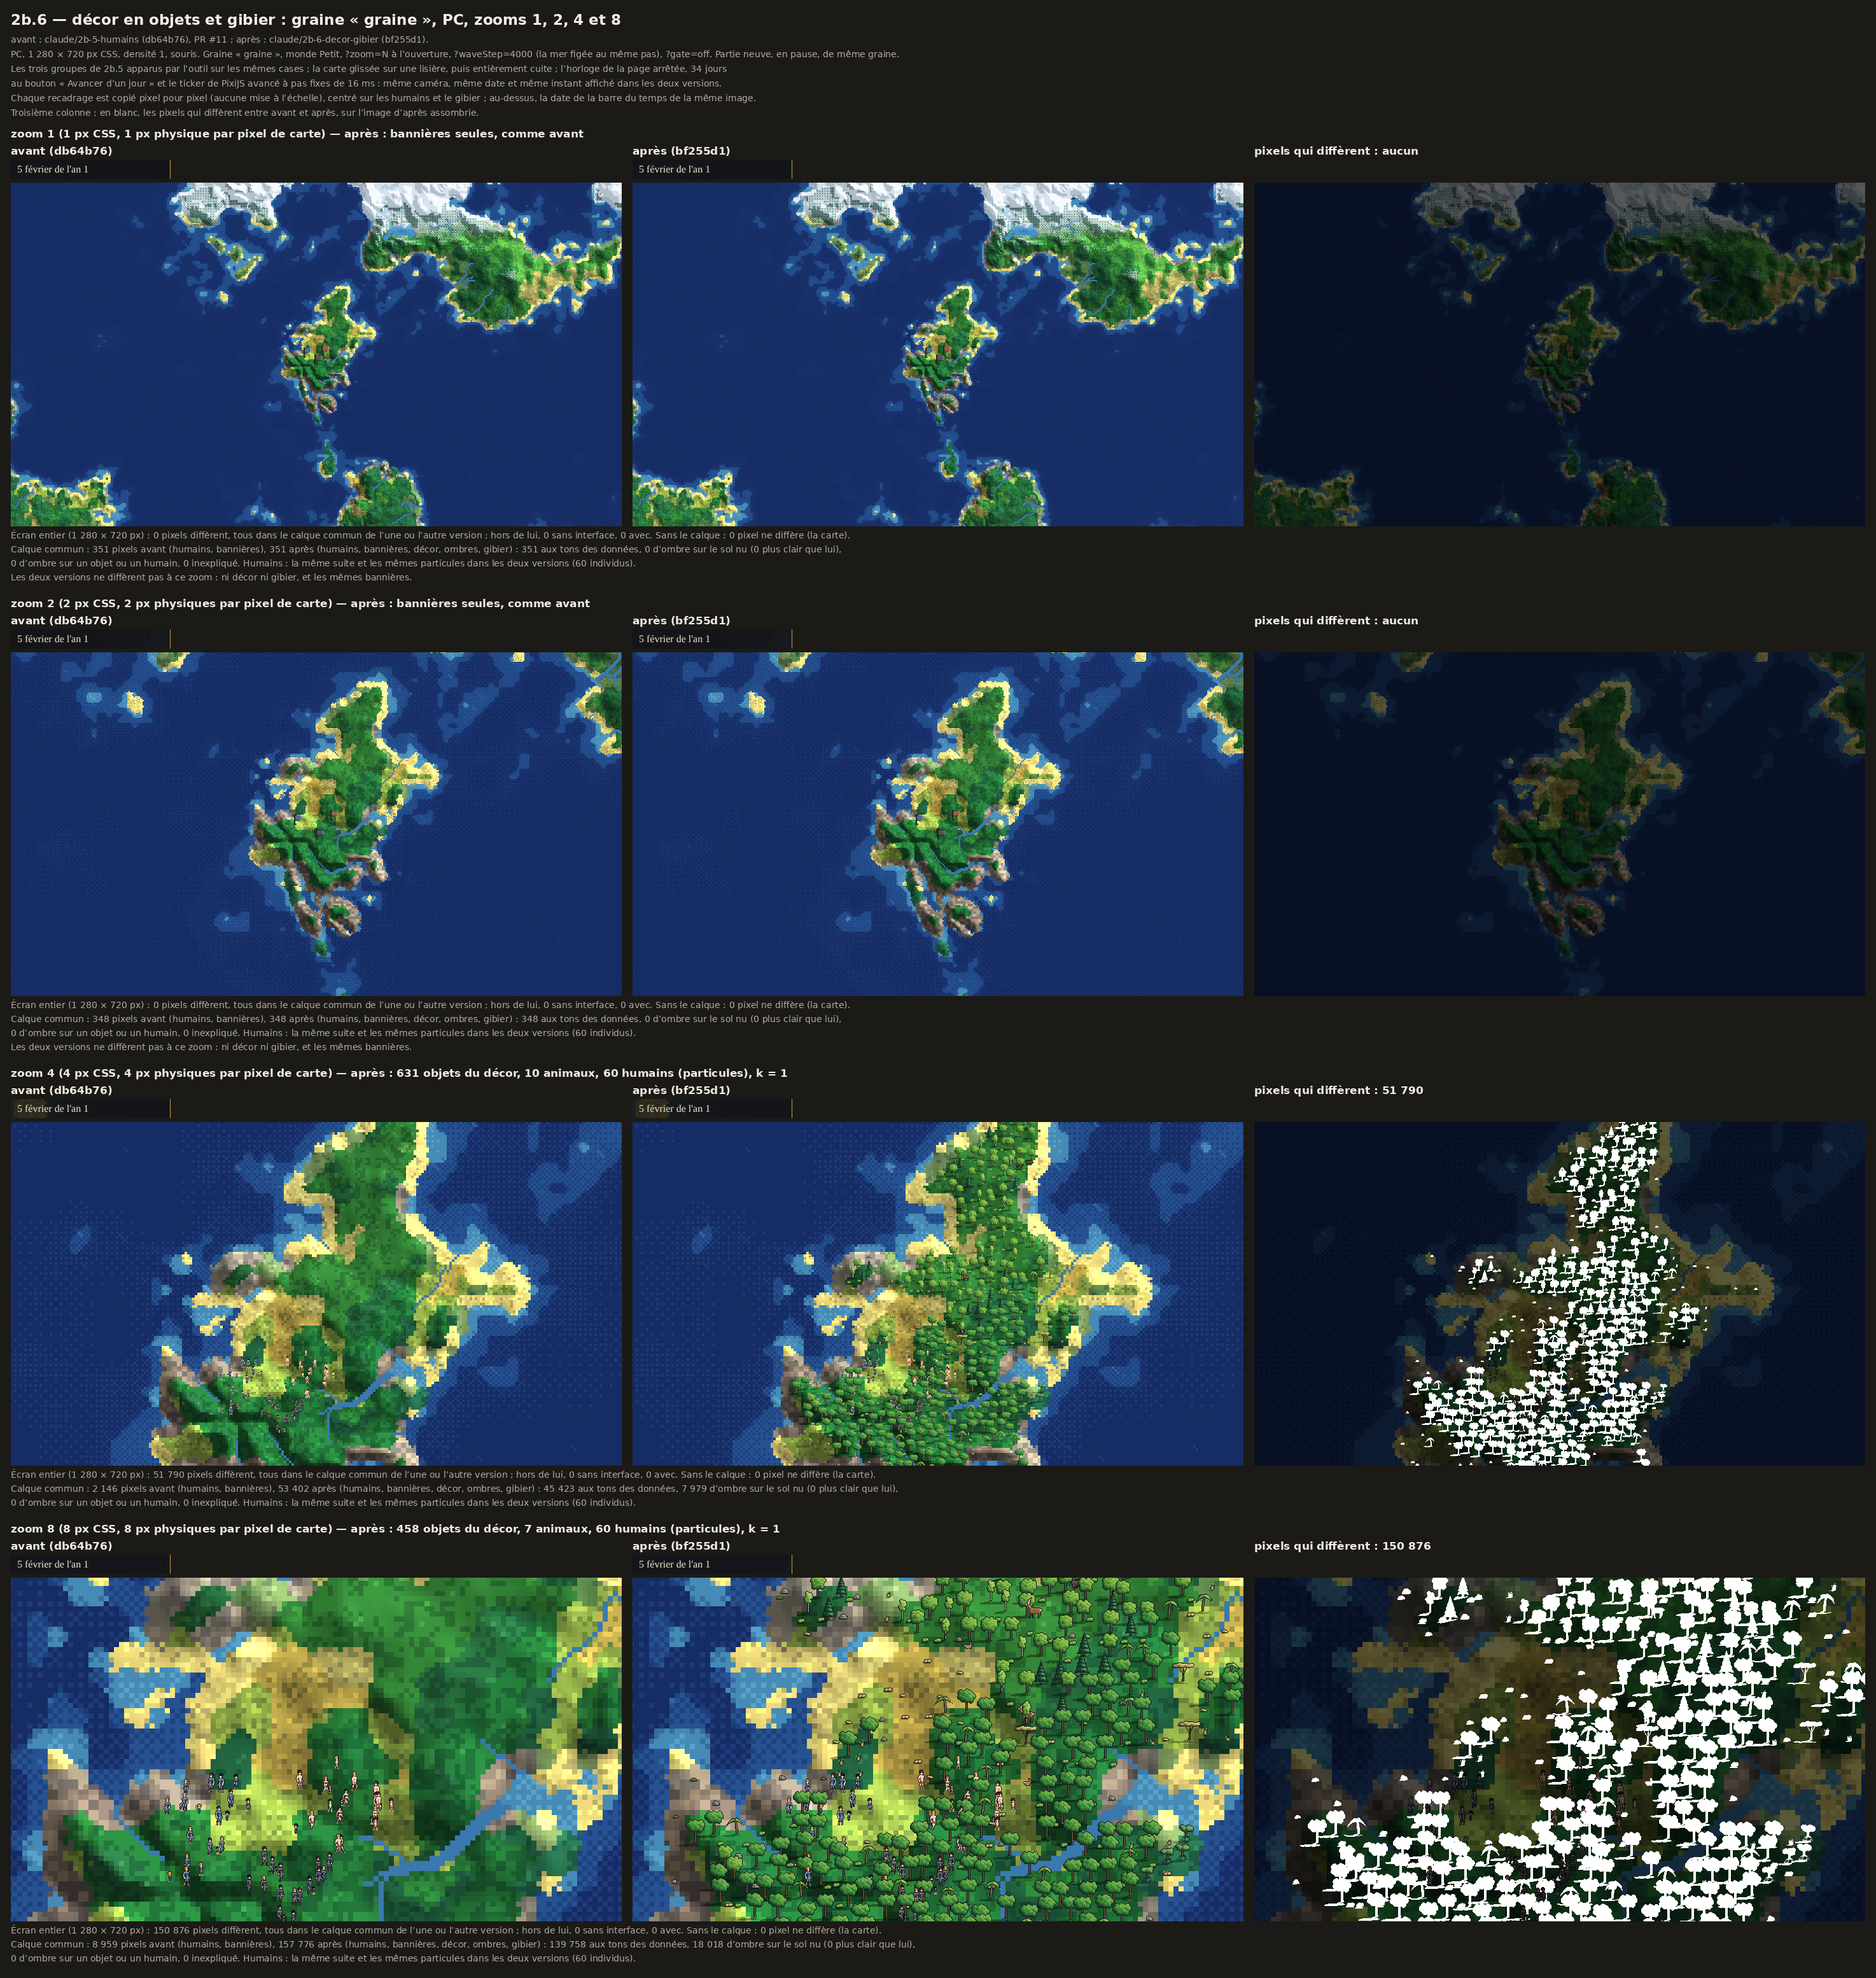 2b.6 — décor en objets et gibier : graine « graine », PC, zooms 1, 2, 4 et 8
avant : claude/2b-5-humains (db64b76), PR #11 ; après : claude/2b-6-decor-gibier (bf255d1).
PC, 1 280 × 720 px CSS, densité 1, souris. Graine « graine », monde Petit, ?zoom=N à l’ouverture, ?waveStep=4000 (la mer figée au même pas), ?gate=off. Partie neuve, en pause, de même graine.
Les trois groupes de 2b.5 apparus par l’outil sur les mêmes cases ; la carte glissée sur une lisière, puis entièrement cuite ; l’horloge de la page arrêtée, 34 jours
au bouton « Avancer d’un jour » et le ticker de PixiJS avancé à pas fixes de 16 ms : même caméra, même date et même instant affiché dans les deux versions.
Chaque recadrage est copié pixel pour pixel (aucune mise à l’échelle), centré sur les humains et le gibier ; au-dessus, la date de la barre du temps de la même image.
Troisième colonne : en blanc, les pixels qui diffèrent entre avant et après, sur l’image d’après assombrie.
zoom 1 (1 px CSS, 1 px physique par pixel de carte) — après : bannières seules, comme avant
avant (db64b76)
après (bf255d1)
pixels qui diffèrent : aucun
5 février de l'an 1
5 février de l'an 1
Écran entier (1 280 × 720 px) : 0 pixels diffèrent, tous dans le calque commun de l’une ou l’autre version ; hors de lui, 0 sans interface, 0 avec. Sans le calque : 0 pixel ne diffère (la carte).
Calque commun : 351 pixels avant (humains, bannières), 351 après (humains, bannières, décor, ombres, gibier) : 351 aux tons des données, 0 d’ombre sur le sol nu (0 plus clair que lui),
0 d’ombre sur un objet ou un humain, 0 inexpliqué. Humains : la même suite et les mêmes particules dans les deux versions (60 individus).
Les deux versions ne diffèrent pas à ce zoom : ni décor ni gibier, et les mêmes bannières.
zoom 2 (2 px CSS, 2 px physiques par pixel de carte) — après : bannières seules, comme avant
avant (db64b76)
après (bf255d1)
pixels qui diffèrent : aucun
5 février de l'an 1
5 février de l'an 1
Écran entier (1 280 × 720 px) : 0 pixels diffèrent, tous dans le calque commun de l’une ou l’autre version ; hors de lui, 0 sans interface, 0 avec. Sans le calque : 0 pixel ne diffère (la carte).
Calque commun : 348 pixels avant (humains, bannières), 348 après (humains, bannières, décor, ombres, gibier) : 348 aux tons des données, 0 d’ombre sur le sol nu (0 plus clair que lui),
0 d’ombre sur un objet ou un humain, 0 inexpliqué. Humains : la même suite et les mêmes particules dans les deux versions (60 individus).
Les deux versions ne diffèrent pas à ce zoom : ni décor ni gibier, et les mêmes bannières.
zoom 4 (4 px CSS, 4 px physiques par pixel de carte) — après : 631 objets du décor, 10 animaux, 60 humains (particules), k = 1
avant (db64b76)
après (bf255d1)
pixels qui diffèrent : 51 790
5 février de l'an 1
5 février de l'an 1
Écran entier (1 280 × 720 px) : 51 790 pixels diffèrent, tous dans le calque commun de l’une ou l’autre version ; hors de lui, 0 sans interface, 0 avec. Sans le calque : 0 pixel ne diffère (la carte).
Calque commun : 2 146 pixels avant (humains, bannières), 53 402 après (humains, bannières, décor, ombres, gibier) : 45 423 aux tons des données, 7 979 d’ombre sur le sol nu (0 plus clair que lui),
0 d’ombre sur un objet ou un humain, 0 inexpliqué. Humains : la même suite et les mêmes particules dans les deux versions (60 individus).
zoom 8 (8 px CSS, 8 px physiques par pixel de carte) — après : 458 objets du décor, 7 animaux, 60 humains (particules), k = 1
avant (db64b76)
après (bf255d1)
pixels qui diffèrent : 150 876
5 février de l'an 1
5 février de l'an 1
Écran entier (1 280 × 720 px) : 150 876 pixels diffèrent, tous dans le calque commun de l’une ou l’autre version ; hors de lui, 0 sans interface, 0 avec. Sans le calque : 0 pixel ne diffère (la carte).
Calque commun : 8 959 pixels avant (humains, bannières), 157 776 après (humains, bannières, décor, ombres, gibier) : 139 758 aux tons des données, 18 018 d’ombre sur le sol nu (0 plus clair que lui),
0 d’ombre sur un objet ou un humain, 0 inexpliqué. Humains : la même suite et les mêmes particules dans les deux versions (60 individus).